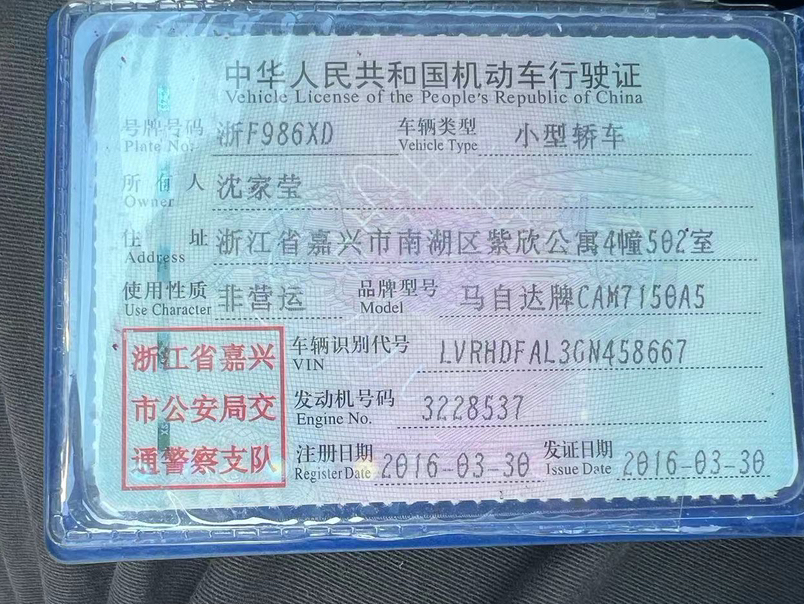 中华人民共和国机动车行驶证
Vehicle License of the People's Republic of China
号牌号码 浙F986XD 车辆类型 小型轿车
Plate No. Vehicle Type
所有人 沈家莹
Owner
住址 浙江省嘉兴市南湖区紫欣公寓4幢502室
Address
使用性质 非营运 品牌型号 马自达牌CAM7150A5
Use Character Model
浙江省嘉兴 车辆识别代号 LVRHDFAL3GN458667
VIN
市公安局交 发动机号码 3228537
Engine No.
通警察支队 注册日期 2016-03-30 发证日期 2016-03-30
Register Date Issue Date